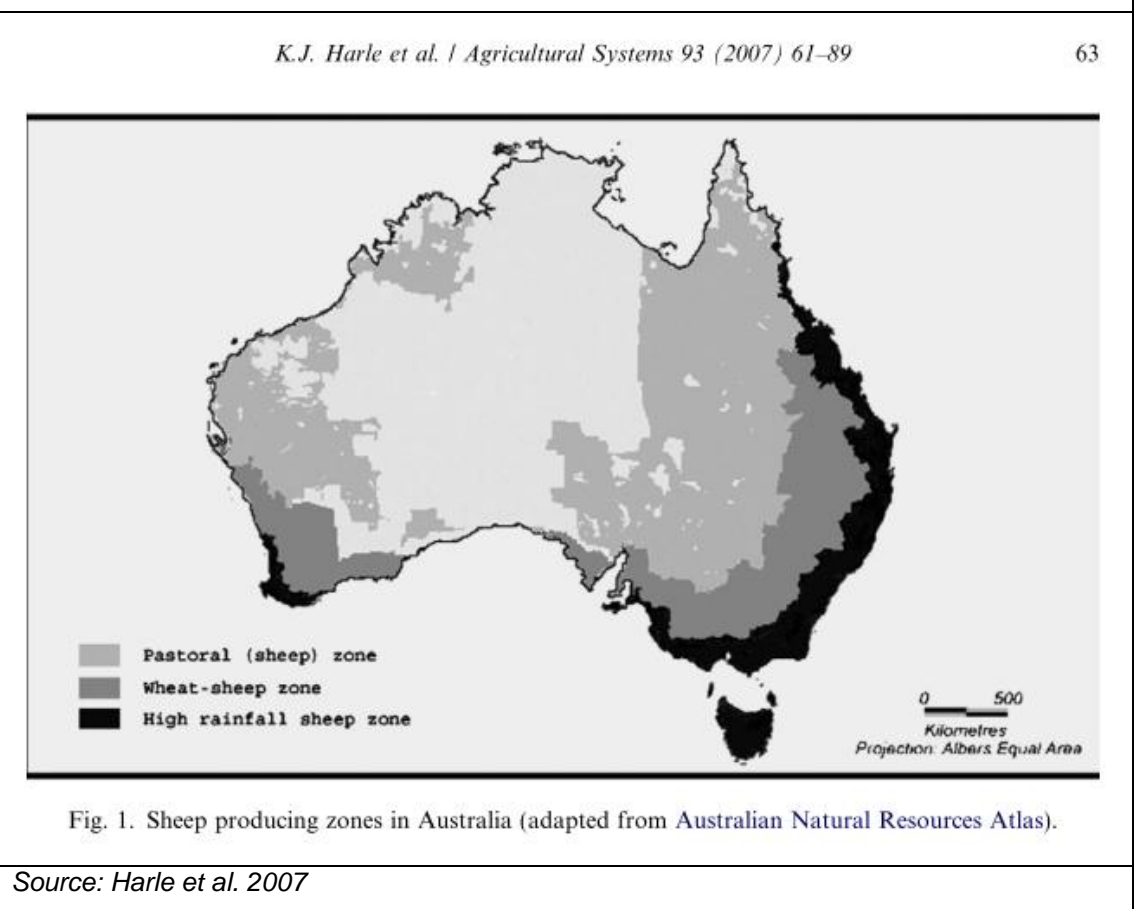 K.J. Harle et al. / Agricultural Systems 93 (2007) 61–89 63
Pastoral (sheep) zone
Wheat-sheep zone
High rainfall sheep zone
0 500
Kilometres
Projection: Albers Equal Area
Fig. 1. Sheep producing zones in Australia (adapted from Australian Natural Resources Atlas).
Source: Harle et al. 2007